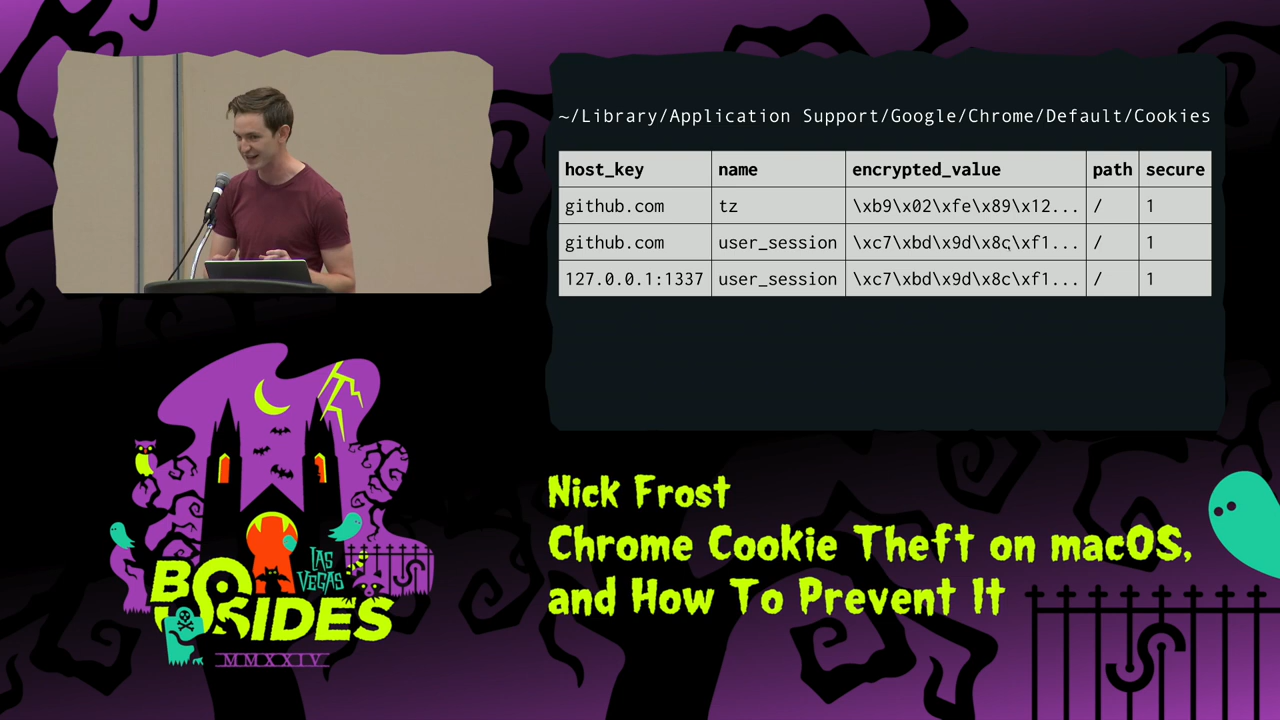 ~/Library/Application Support/Google/Chrome/Default/Cookies
host_key name encrypted_value path secure
github.com tz \xb9\x02\xfe\x89\x12... / 1
github.com user_session \xc7\xbd\x9d\x8c\xf1... / 1
127.0.0.1:1337 user_session \xc7\xbd\x9d\x8c\xf1... / 1
Nick Frost
Chrome Cookie Theft on macOS,
and How To Prevent It
LAS
VEGAS
BSIDES
MMXXIV